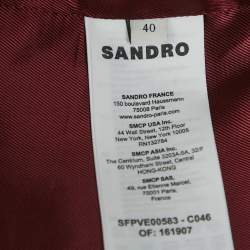 40
SANDRO
SANDRO FRANCE
150 boulevard Haussmann
75008 Paris
www.sandro-paris.com
SMCP USA Inc.
44 Wall Street, 12th Floor
New York, New York 10005
RN132784
SMCP ASIA Inc.
The Centrium, Suite 3203A-5A, 32/F
60 Wyndham Street, Central
HONG-KONG
SMCP SAS,
49, rue Etienne Marcel,
75001 Paris
France
SFPVE00583 - C046
OF: 161907